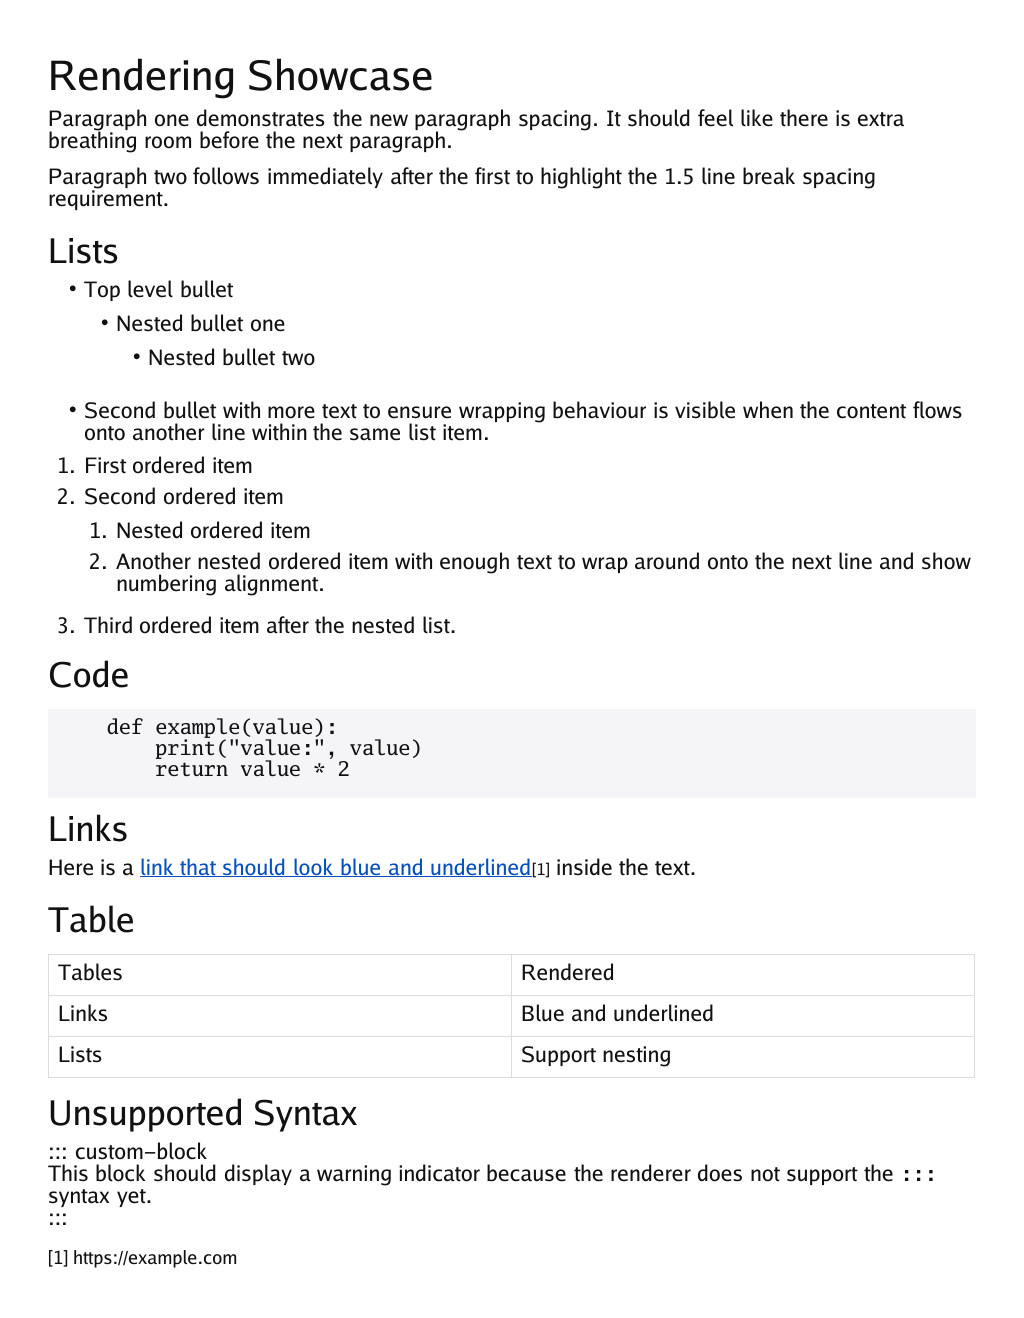 Rendering Showcase
Paragraph one demonstrates the new paragraph spacing. It should feel like there is extra
breathing room before the next paragraph.
Paragraph two follows immediately after the first to highlight the 1.5 line break spacing
requirement.
Lists
• Top level bullet
• Nested bullet one
• Nested bullet two
• Second bullet with more text to ensure wrapping behaviour is visible when the content flows
onto another line within the same list item.
1. First ordered item
2. Second ordered item
1. Nested ordered item
2. Another nested ordered item with enough text to wrap around onto the next line and show
numbering alignment.
3. Third ordered item after the nested list.
Code
def example(value):
    print("value:", value)
    return value * 2
Links
Here is a link that should look blue and underlined[1] inside the text.
Table
Tables Rendered
Links Blue and underlined
Lists Support nesting
Unsupported Syntax
::: custom–block
This block should display a warning indicator because the renderer does not support the :::
syntax yet.
:::
[1] https://example.com